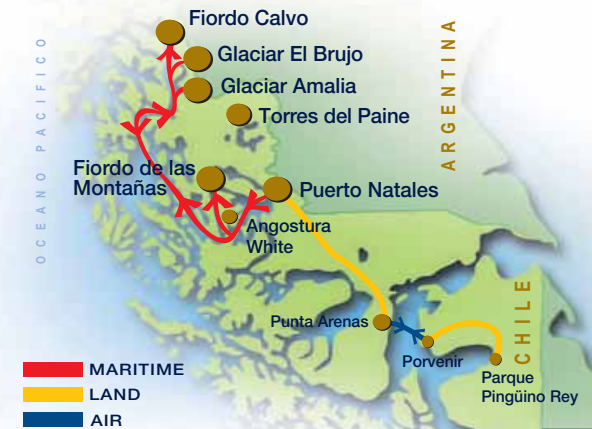 Fiordo Calvo
Glaciar El Brujo
Glaciar Amalia
Torres del Paine
OCEANO PACIFICO
ARGENTINA
Fiordo de las
Montañas
Puerto Natales
Angostura
White
Punta Arenas
Porvenir
CHILE
Parque
Pingüino Rey
MARITIME
LAND
AIR